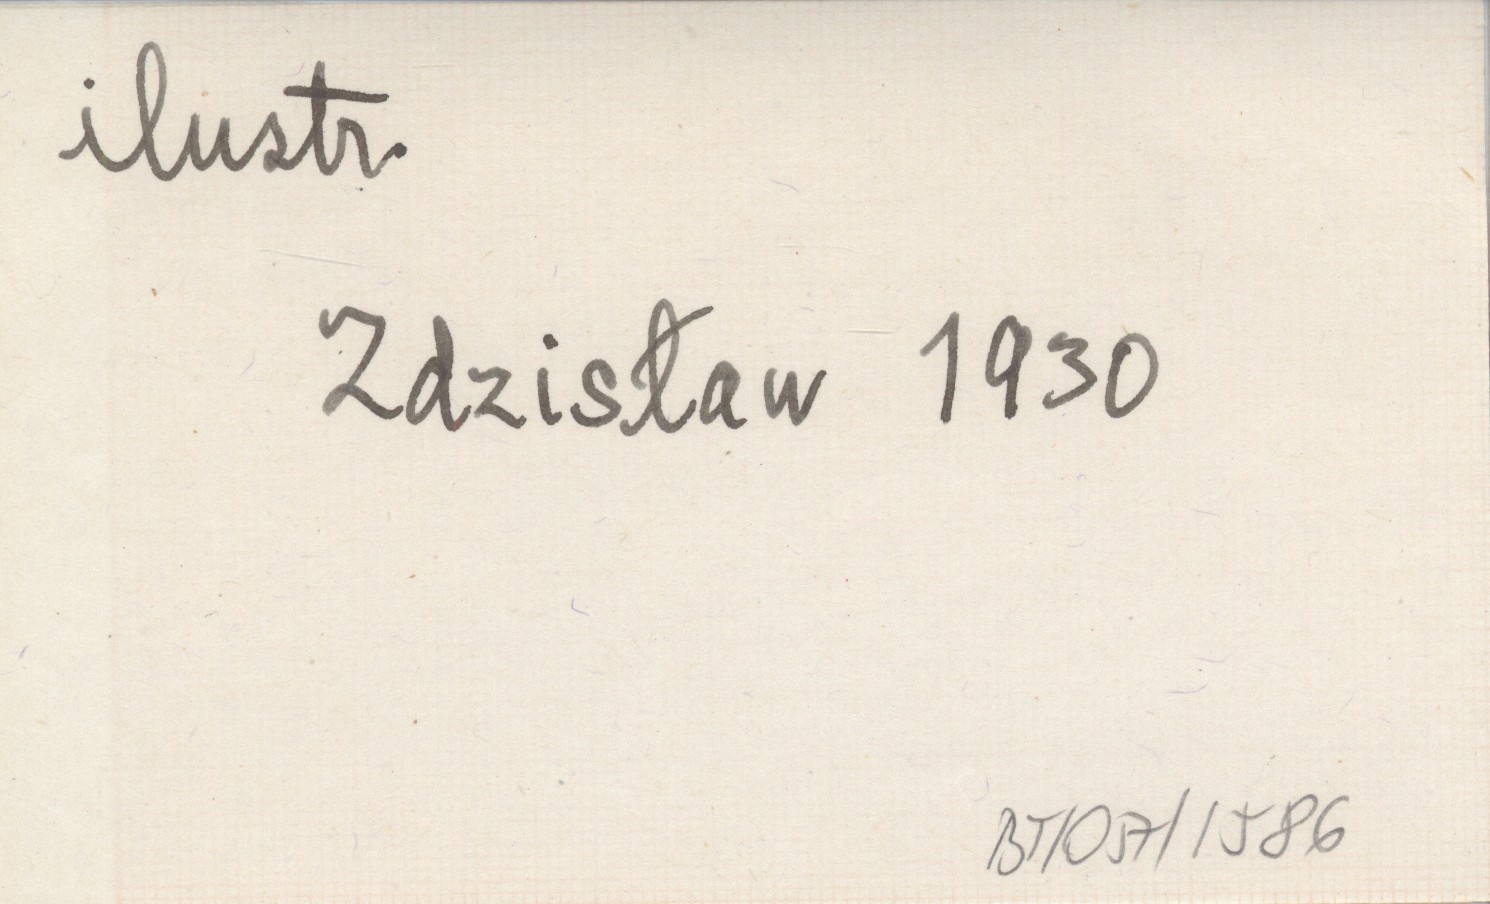 ilustr.
Zdzisław 1930
BT/057/1586